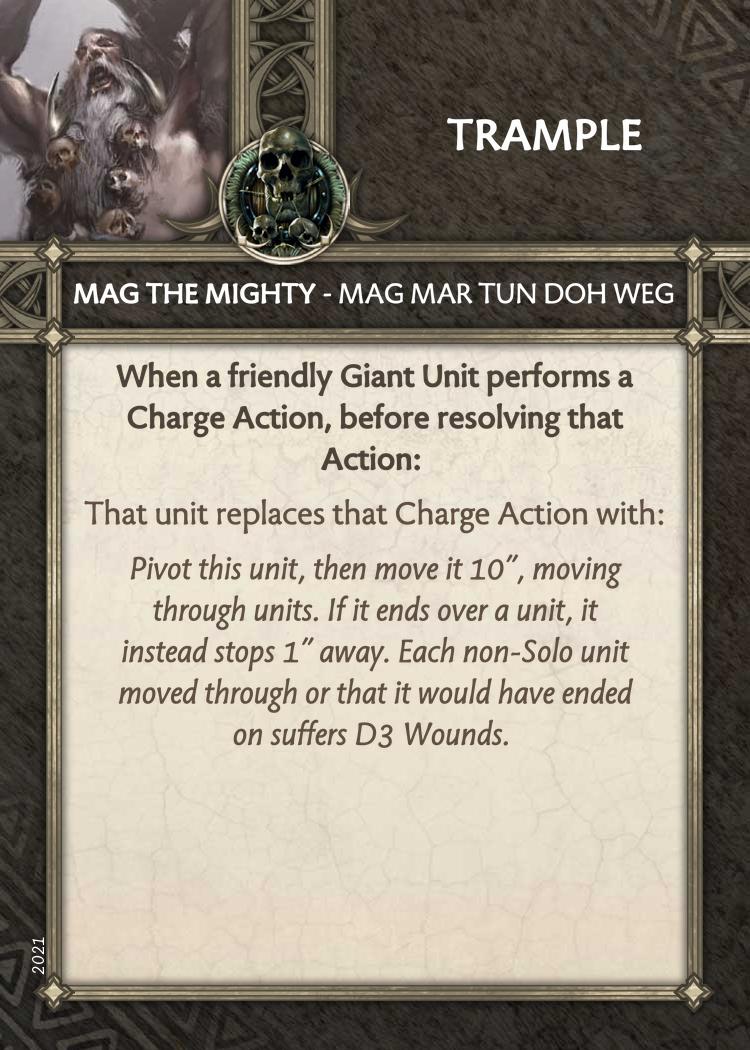 TRAMPLE
MAG THE MIGHTY - MAG MAR TUN DOH WEG
When a friendly Giant Unit performs a
Charge Action, before resolving that
Action:
That unit replaces that Charge Action with:
Pivot this unit, then move it 10”, moving
through units. If it ends over a unit, it
instead stops 1” away. Each non-Solo unit
moved through or that it would have ended
on suffers D3 Wounds.
2021